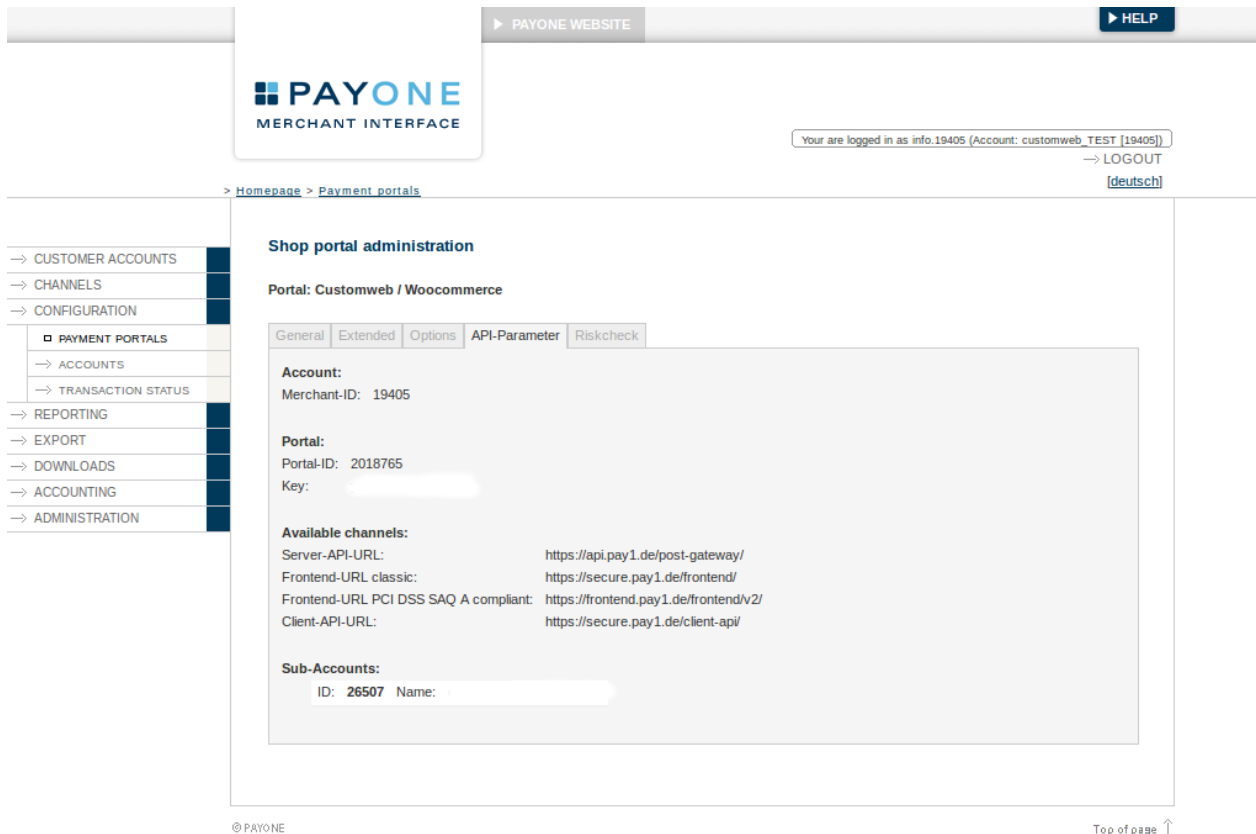 PAYONE WEBSITE
HELP
PAYONE
MERCHANT INTERFACE
Your are logged in as info.19405 (Account: customweb_TEST [19405])
LOGOUT
[deutsch]
> Homepage > Payment portals
CUSTOMER ACCOUNTS
CHANNELS
CONFIGURATION
PAYMENT PORTALS
ACCOUNTS
TRANSACTION STATUS
REPORTING
EXPORT
DOWNLOADS
ACCOUNTING
ADMINISTRATION
Shop portal administration
Portal: Customweb / Woocommerce
General Extended Options API-Parameter Riskcheck
Account:
Merchant-ID: 19405
Portal:
Portal-ID: 2018765
Key:
Available channels:
Server-API-URL: https://api.pay1.de/post-gateway/
Frontend-URL classic: https://secure.pay1.de/frontend/
Frontend-URL PCI DSS SAQ A compliant: https://frontend.pay1.de/frontend/v2/
Client-API-URL: https://secure.pay1.de/client-api/
Sub-Accounts:
ID: 26507 Name:
© PAYONE
Top of page